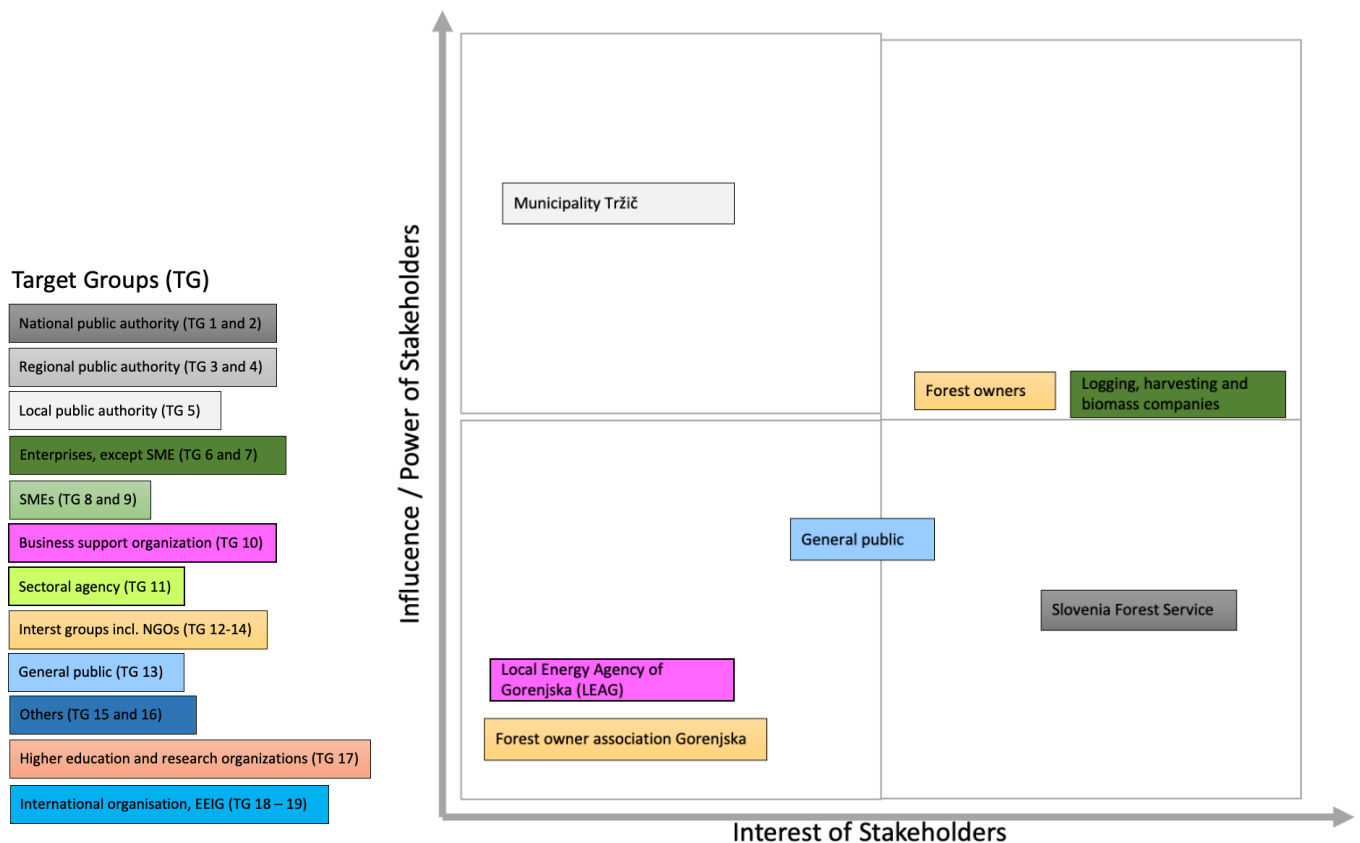 Target Groups (TG)
National public authority (TG 1 and 2)
Regional public authority (TG 3 and 4)
Local public authority (TG 5)
Enterprises, except SME (TG 6 and 7)
SMEs (TG 8 and 9)
Business support organization (TG 10)
Sectoral agency (TG 11)
Interst groups incl. NGOs (TG 12-14)
General public (TG 13)
Others (TG 15 and 16)
Higher education and research organizations (TG 17)
International organisation, EEIG (TG 18 – 19)
Influcence / Power of Stakeholders
Municipality Tržič
Forest owners
Logging, harvesting and
biomass companies
General public
Slovenia Forest Service
Local Energy Agency of
Gorenjska (LEAG)
Forest owner association Gorenjska
Interest of Stakeholders